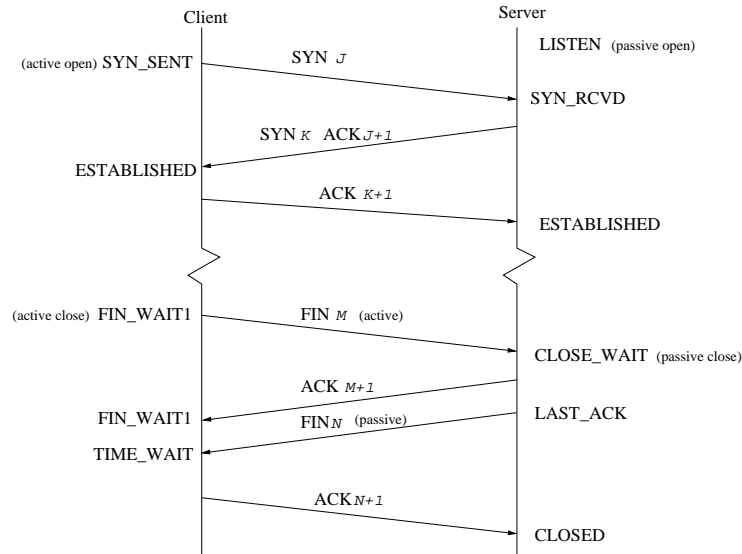 Client
Server
LISTEN (passive open)
(active open) SYN_SENT
SYN J
SYN_RCVD
SYN K ACK J+1
ESTABLISHED
ACK K+1
ESTABLISHED
(active close) FIN_WAIT1
FIN M (active)
CLOSE_WAIT (passive close)
ACK M+1
FIN_WAIT1
FIN N (passive)
LAST_ACK
TIME_WAIT
ACK N+1
CLOSED